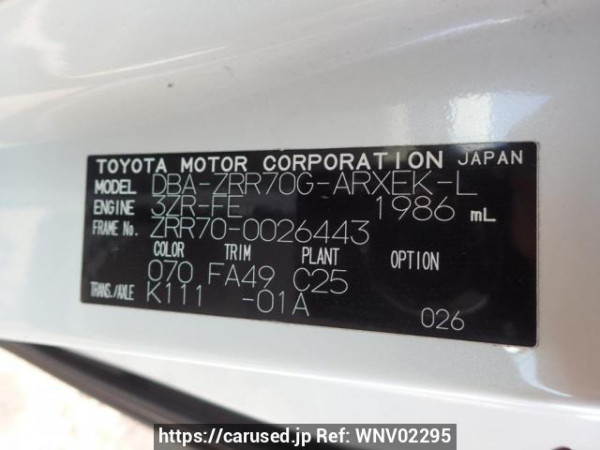 TOYOTA MOTOR CORPORATION JAPAN
MODEL DBA-ZRR70G-ARXEK-L
ENGINE 3ZR-FE 1986 mL
FRAME No. ZRR70-0026443
COLOR TRIM PLANT OPTION
070 FA49 C25
TRANS./AXLE K111 -01A
026
https://carused.jp Ref: WNV02295